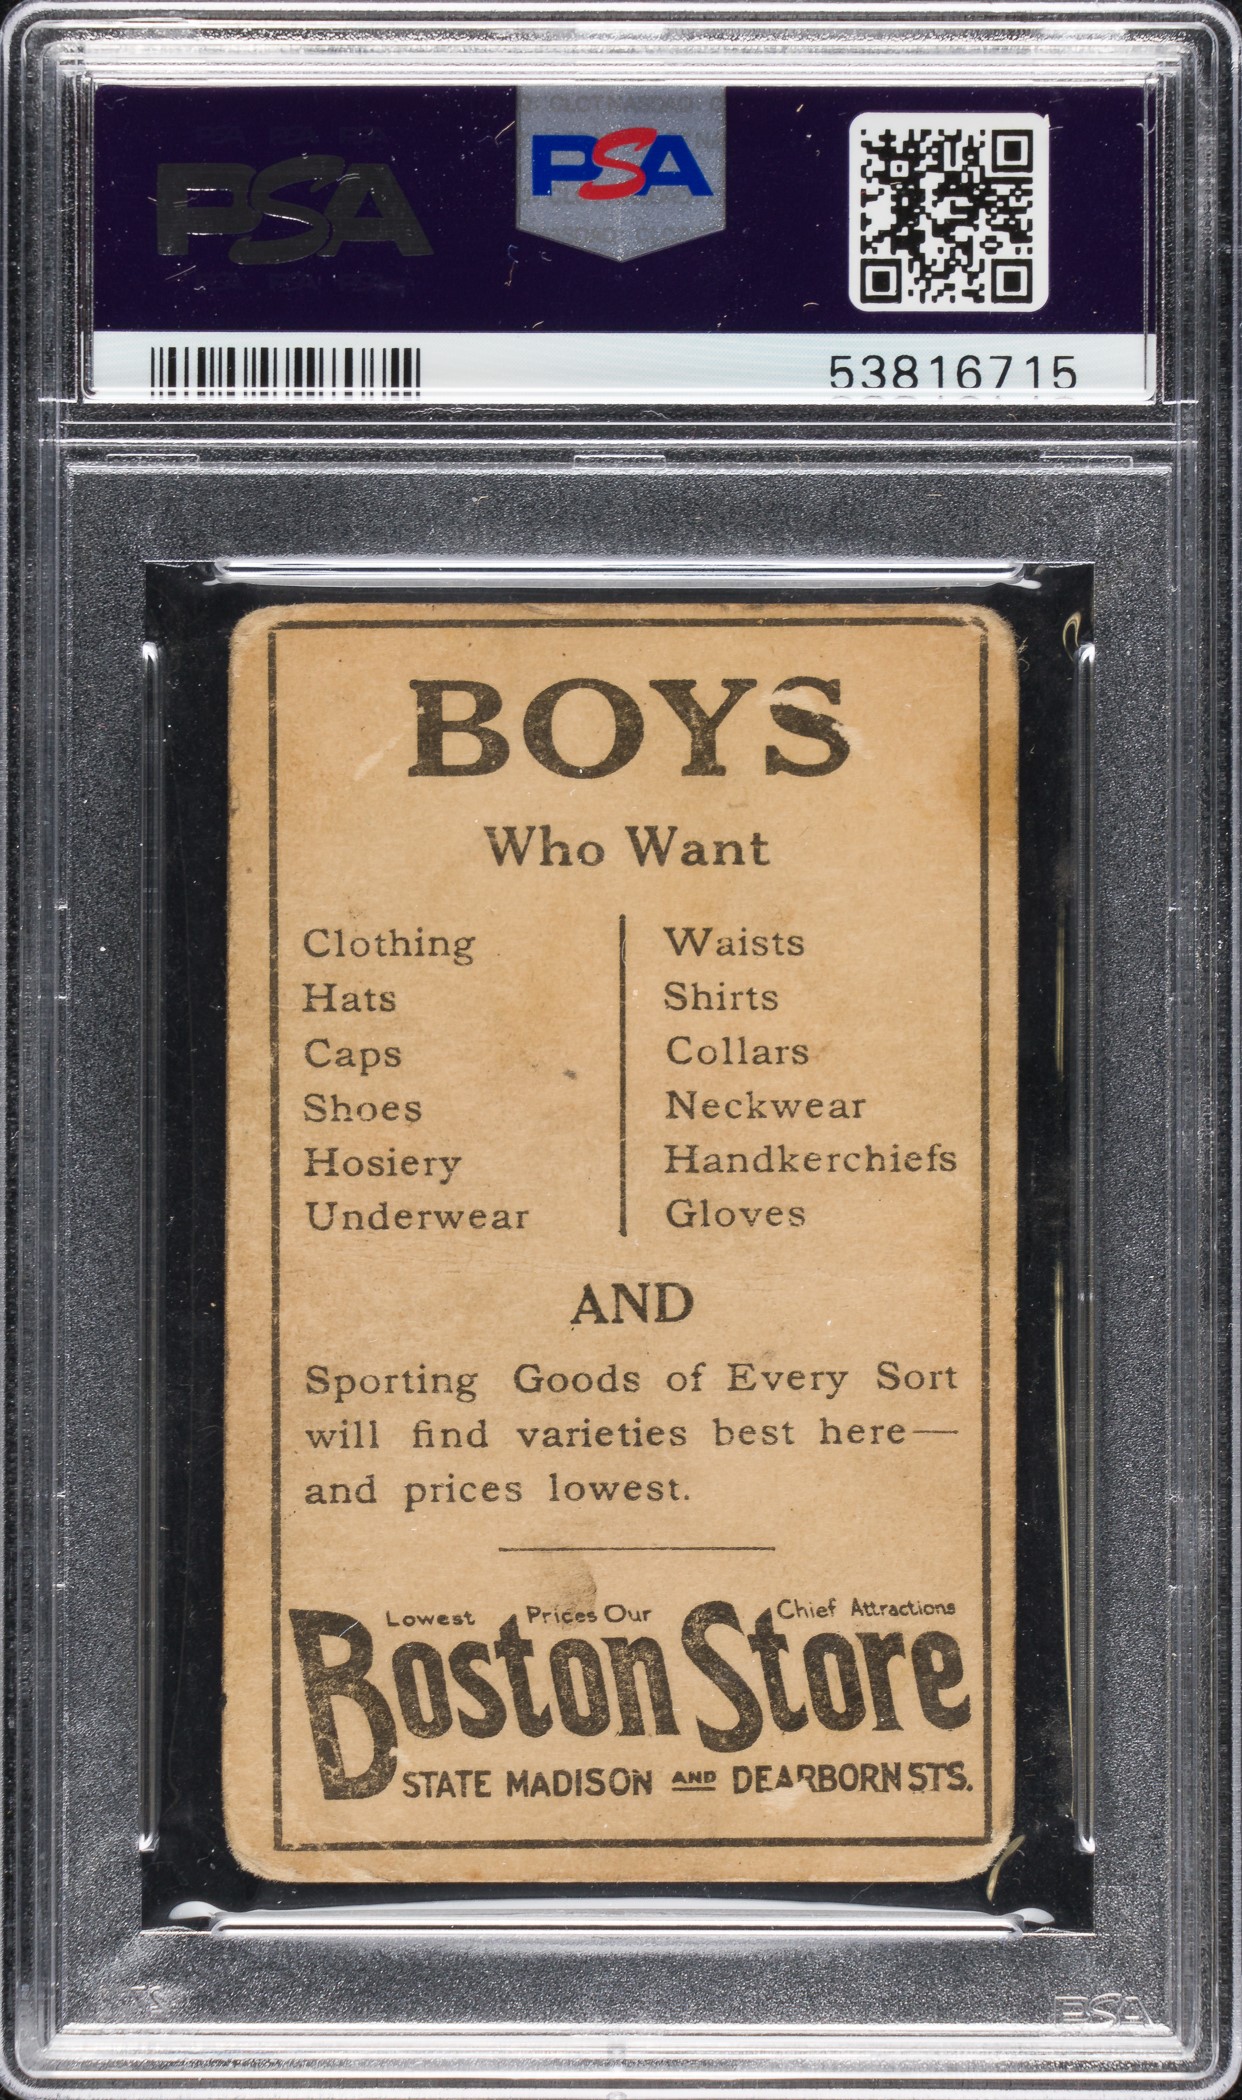 PSA
PSA
53816715
BOYS
Who Want
Clothing
Hats
Caps
Shoes
Hosiery
Underwear
Waists
Shirts
Collars
Neckwear
Handkerchiefs
Gloves
AND
Sporting Goods of Every Sort
will find varieties best here—
and prices lowest.
Lowest Prices Our Chief Attractions
Boston Store
STATE MADISON AND DEARBORN STS.
PSA